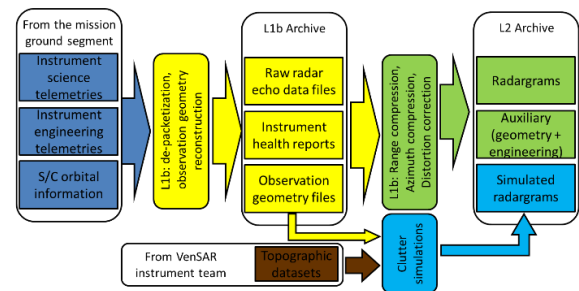 From the mission
ground segment
Instrument
science
telemetries
Instrument
engineering
telemetries
S/C orbital
information
L1b: de-packetization,
observation geometry
reconstruction
L1b Archive
Raw radar
echo data files
Instrument
health reports
Observation
geometry files
L1b: Range compression,
Azimuth compression,
Distortion correction
L2 Archive
Radargrams
Auxiliary
(geometry +
engineering)
Simulated
radargrams
From VenSAR
instrument team
Topographic
datasets
Clutter
simulations